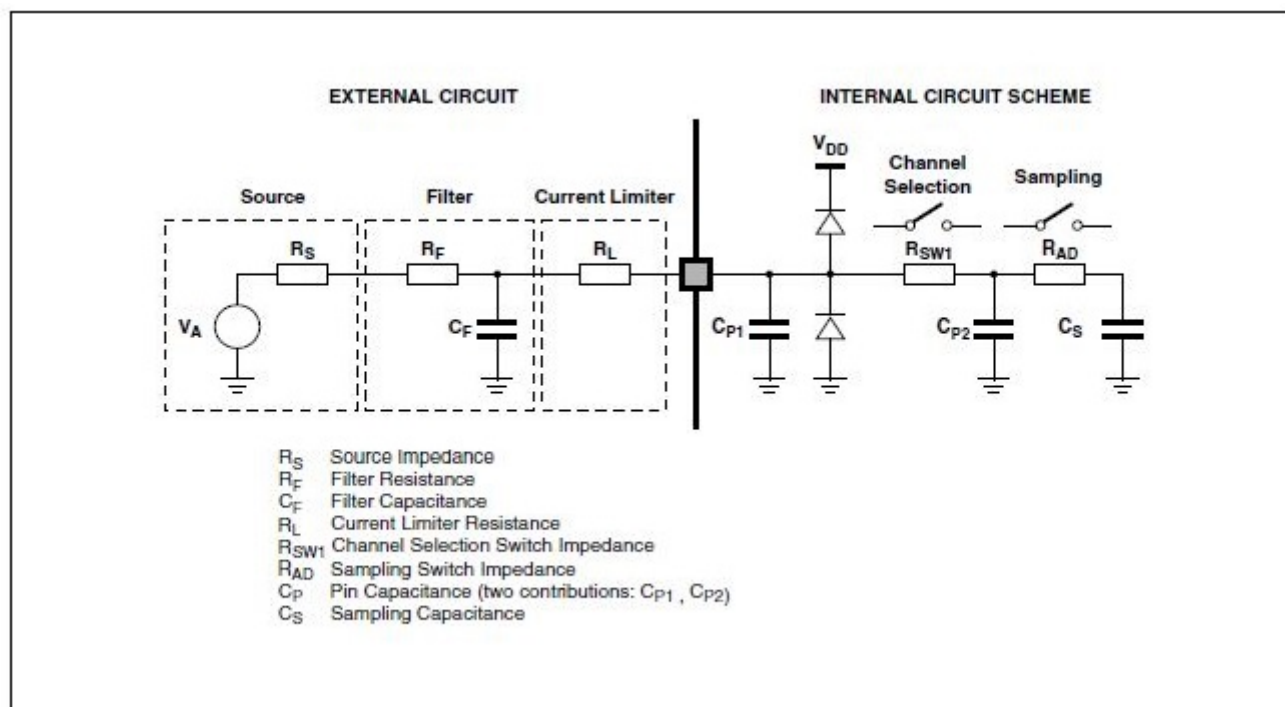 EXTERNAL CIRCUIT
INTERNAL CIRCUIT SCHEME
VDD
Channel
Selection
Sampling
Source
Filter
Current Limiter
RS
RF
RL
RSW1
RAD
VA
CF
CP1
CP2
CS
RS Source Impedance
RF Filter Resistance
CF Filter Capacitance
RL Current Limiter Resistance
RSW1 Channel Selection Switch Impedance
RAD Sampling Switch Impedance
CP Pin Capacitance (two contributions: CP1 , CP2)
CS Sampling Capacitance